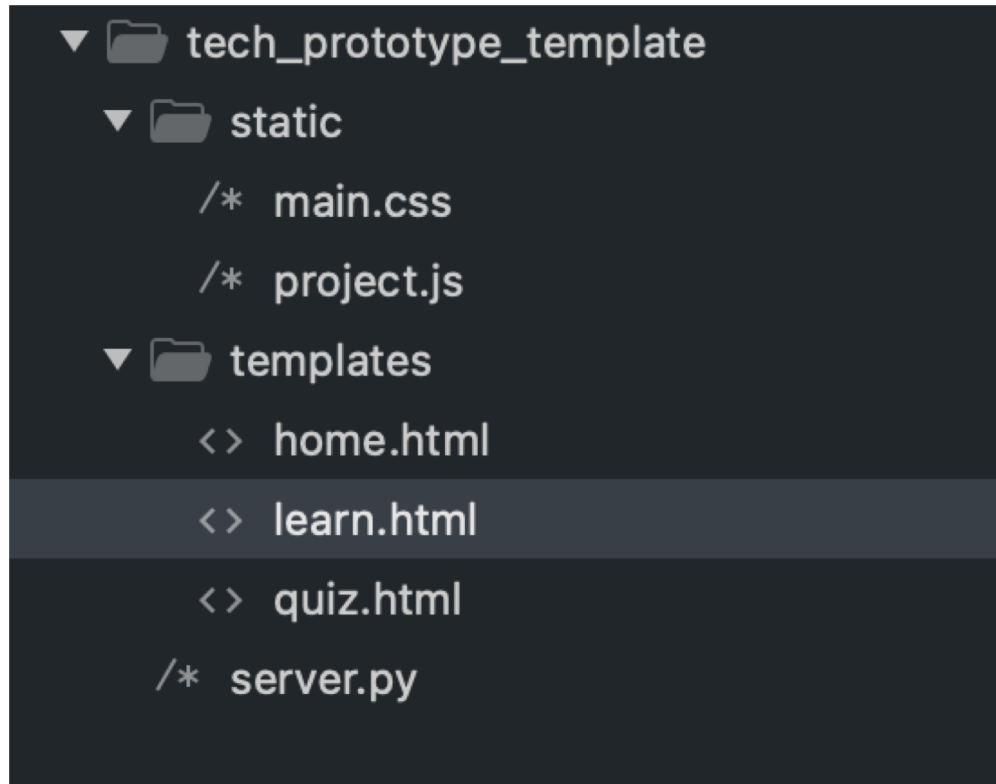 tech_prototype_template
static
/* main.css
/* project.js
templates
<> home.html
<> learn.html
<> quiz.html
/* server.py